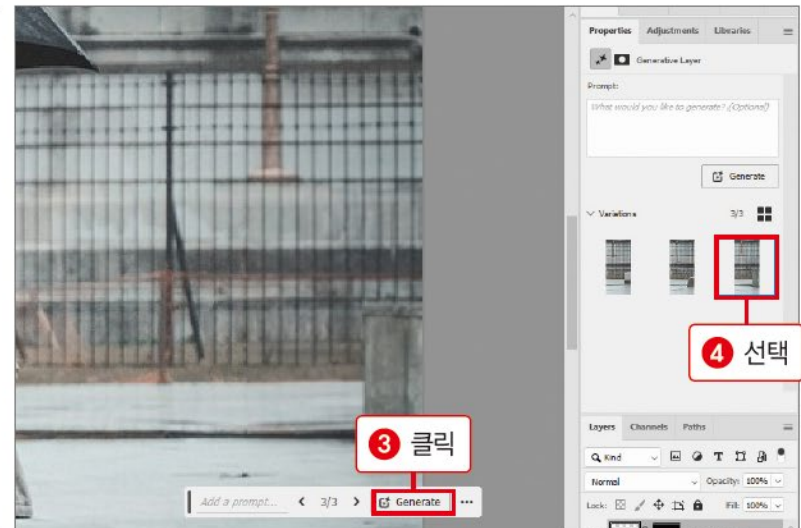 Properties Adjustments Libraries
Generative Layer
Prompt:
What would you like to generate? (Optional)
Generate
Variations 3/3
4 선택
Layers Channels Paths
Kind
Normal Opacity: 100%
Lock: Fill: 100%
3 클릭
Add a prompt... 3/3 Generate